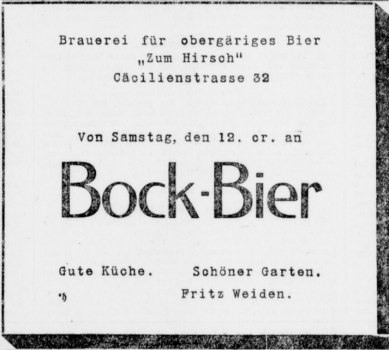 Brauerei für obergäriges Bier
„Zum Hirsch“
Cäcilienstrasse 32
Von Samstag, den 12. cr. an
Bock-Bier
Gute Küche. Schöner Garten.
Fritz Weiden.